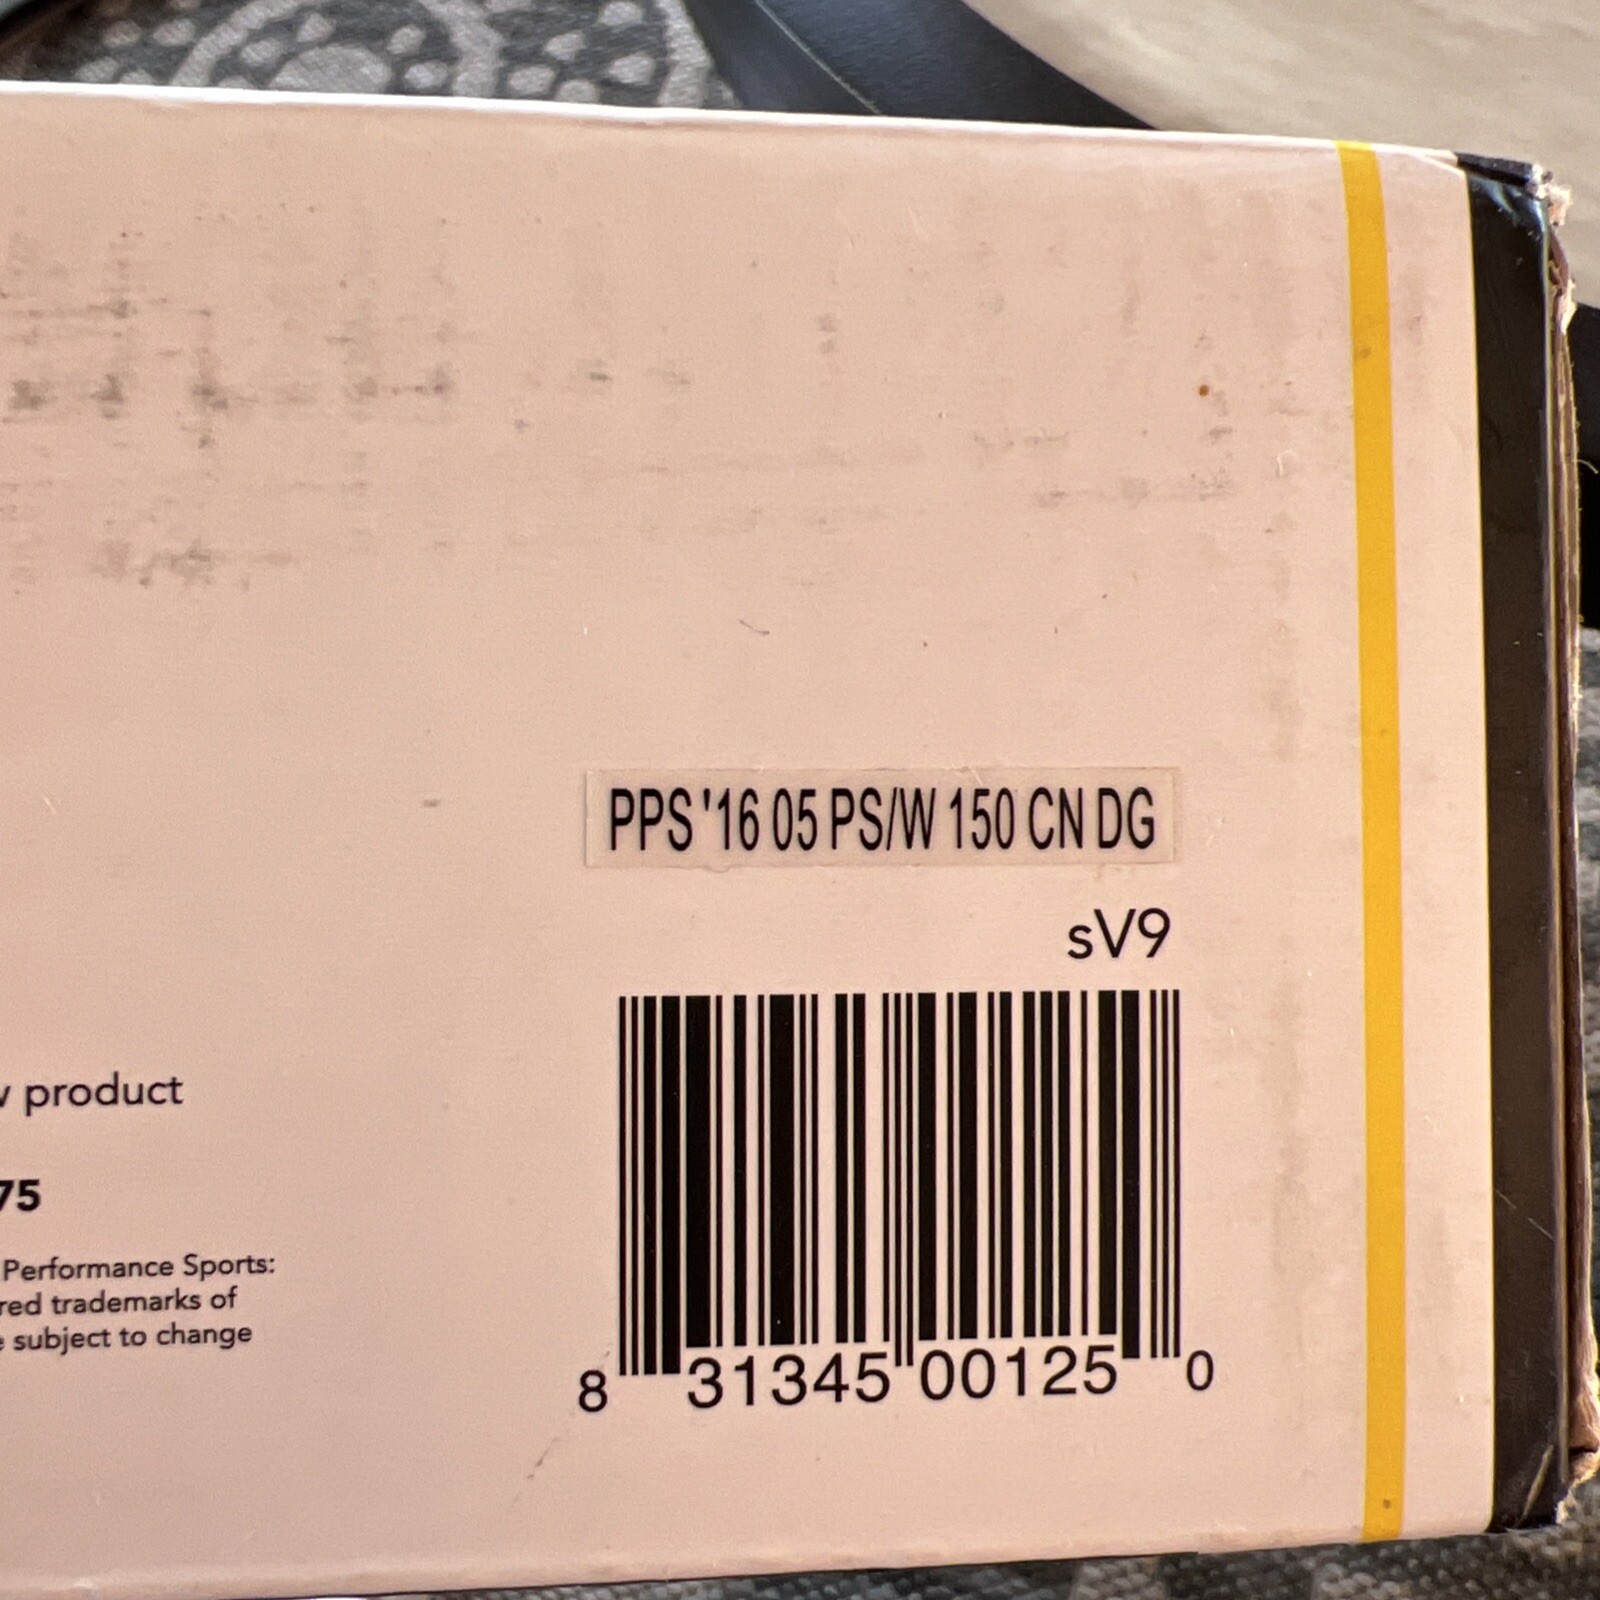 PPS '16 05 PS/W 150 CN DG
sV9
product
75
Performance Sports:
trademarks of
subject to change
8 31345 00125 0